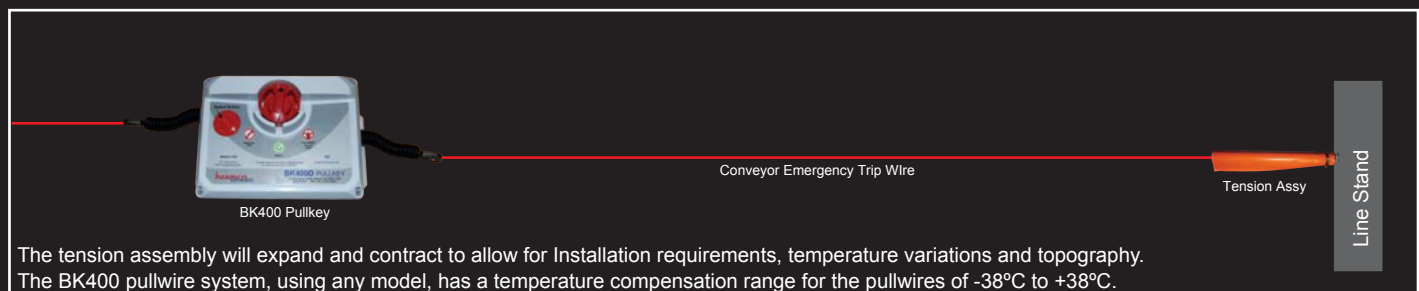 BK400D PULLKEY
BK400 Pullkey
Conveyor Emergency Trip WIre
Tension Assy
Line Stand
The tension assembly will expand and contract to allow for Installation requirements, temperature variations and topography.
The BK400 pullwire system, using any model, has a temperature compensation range for the pullwires of -38ºC to +38ºC.